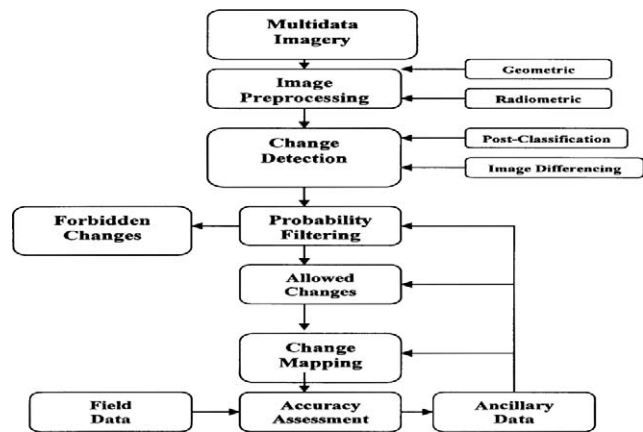 Multidata
Imagery
Image
Preprocessing
Geometric
Radiometric
Change
Detection
Post-Classification
Image Differencing
Forbidden
Changes
Probability
Filtering
Allowed
Changes
Change
Mapping
Field
Data
Accuracy
Assessment
Ancillary
Data